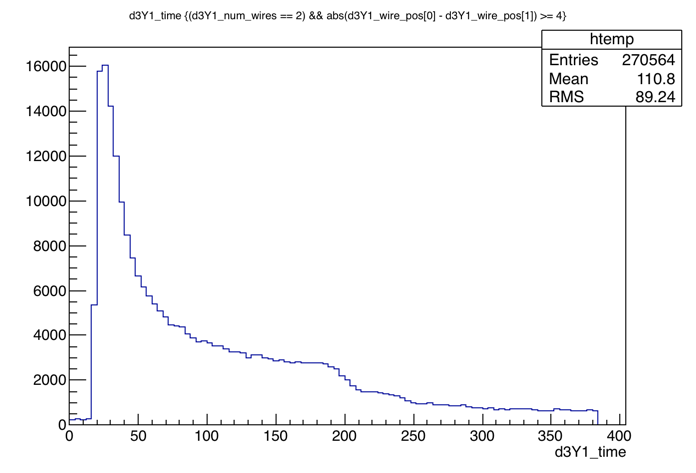 d3Y1_time {(d3Y1_num_wires == 2) && abs(d3Y1_wire_pos[0] - d3Y1_wire_pos[1]) >= 4}
htemp
Entries 270564
Mean 110.8
RMS 89.24
16000
14000
12000
10000
8000
6000
4000
2000
0
0 50 100 150 200 250 300 350 400
d3Y1_time